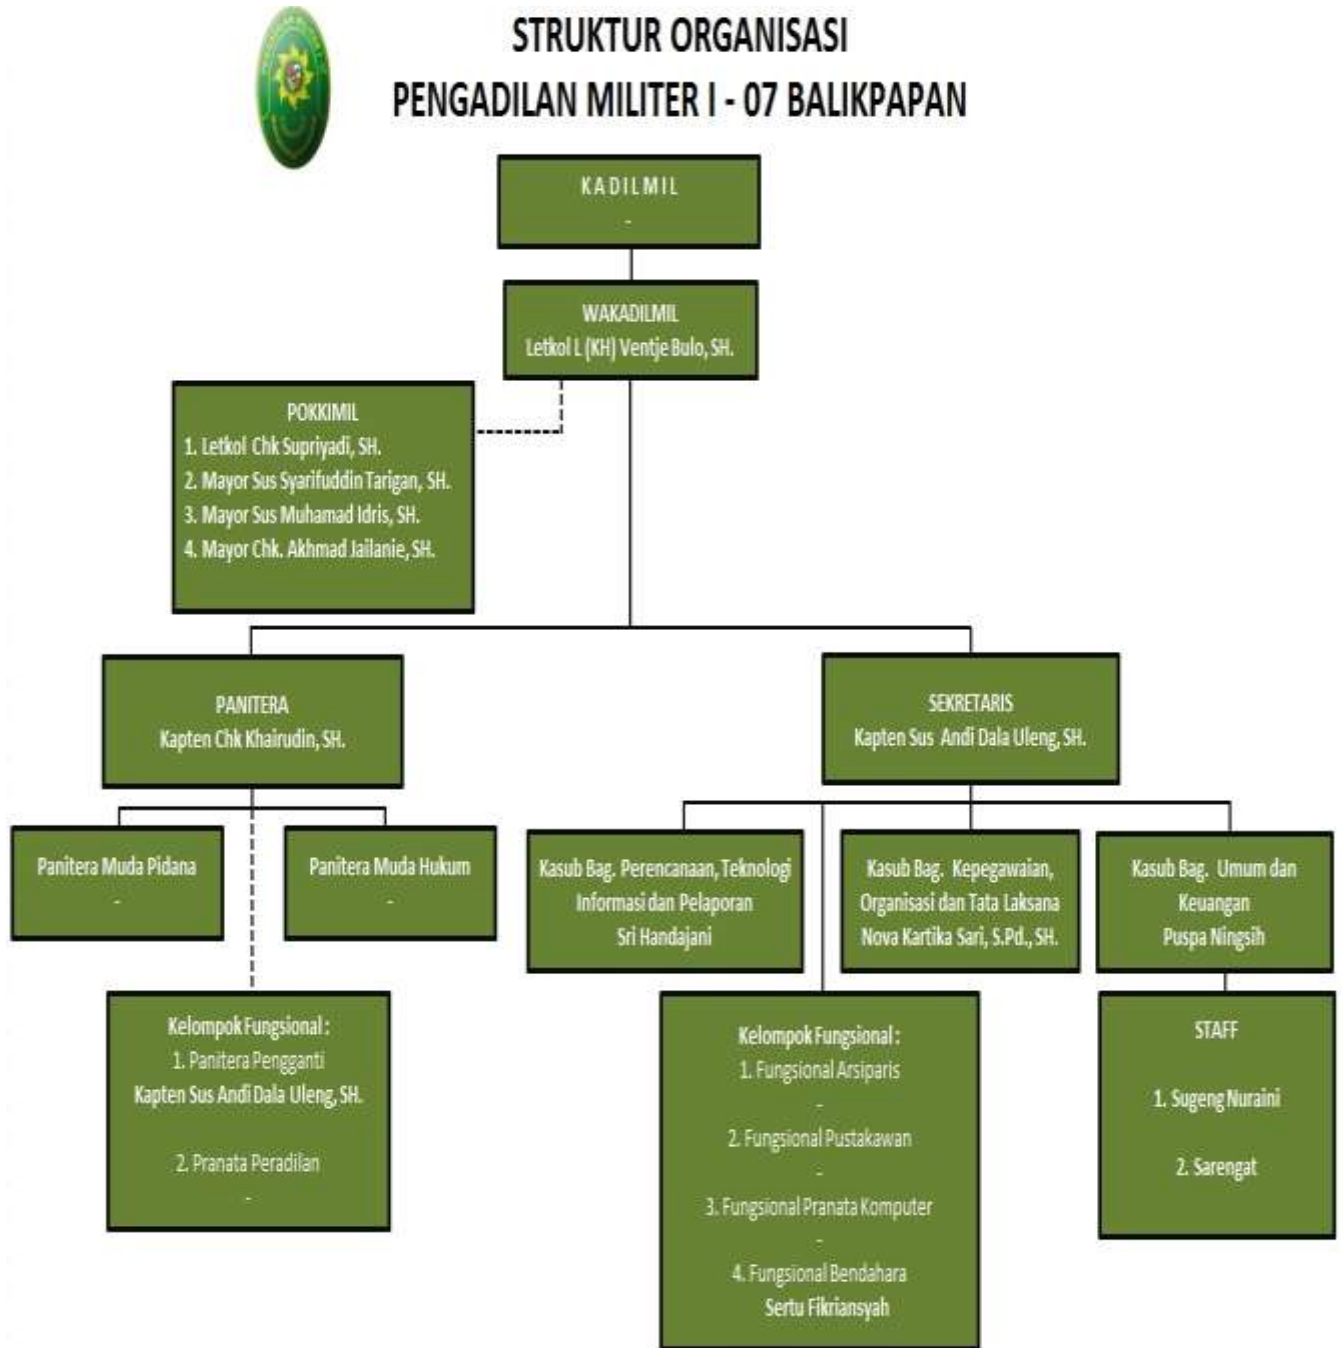 STRUKTUR ORGANISASI
PENGADILAN MILITER I - 07 BALIKPAPAN
KADILMIL
-
WAKADILMIL
Letkol L (KH) Ventje Bulo, SH.
POKKIMIL
1. Letkol Chk Supriyadi, SH.
2. Mayor Sus Syarifuddin Tarigan, SH.
3. Mayor Sus Muhamad Idris, SH.
4. Mayor Chk. Akhmad Jailanie, SH.
PANITERA
Kapten Chk Khairudin, SH.
SEKRETARIS
Kapten Sus Andi Dala Uleng, SH.
Panitera Muda Pidana
-
Panitera Muda Hukum
-
Kasub Bag. Perencanaan, Teknologi
Informasi dan Pelaporan
Sri Handajani
Kasub Bag. Kepegawaian,
Organisasi dan Tata Laksana
Nova Kartika Sari, S.Pd., SH.
Kasub Bag. Umum dan
Keuangan
Puspa Ningsih
Kelompok Fungsional :
1. Panitera Pengganti
Kapten Sus Andi Dala Uleng, SH.
2. Pranata Peradilan
-
Kelompok Fungsional :
1. Fungsional Arsiparis
-
2. Fungsional Pustakawan
-
3. Fungsional Pranata Komputer
-
4. Fungsional Bendahara
Sertu Fikriansyah
STAFF
1. Sugeng Nuraini
2. Sarengat